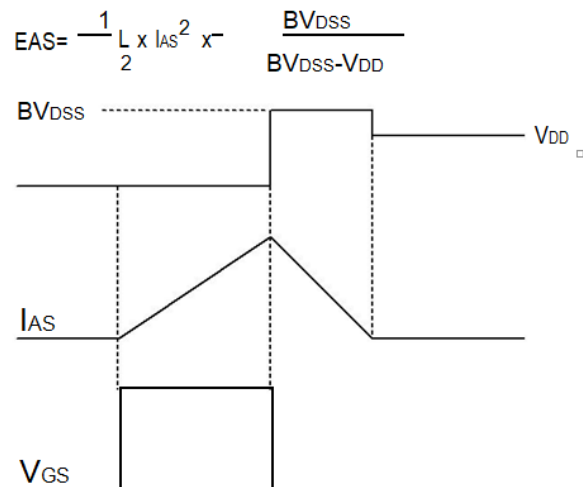 EAS= 1/2 L x IAS² x BVDSS/BVDSS-VDD
BVDSS
VDD
IAS
VGS